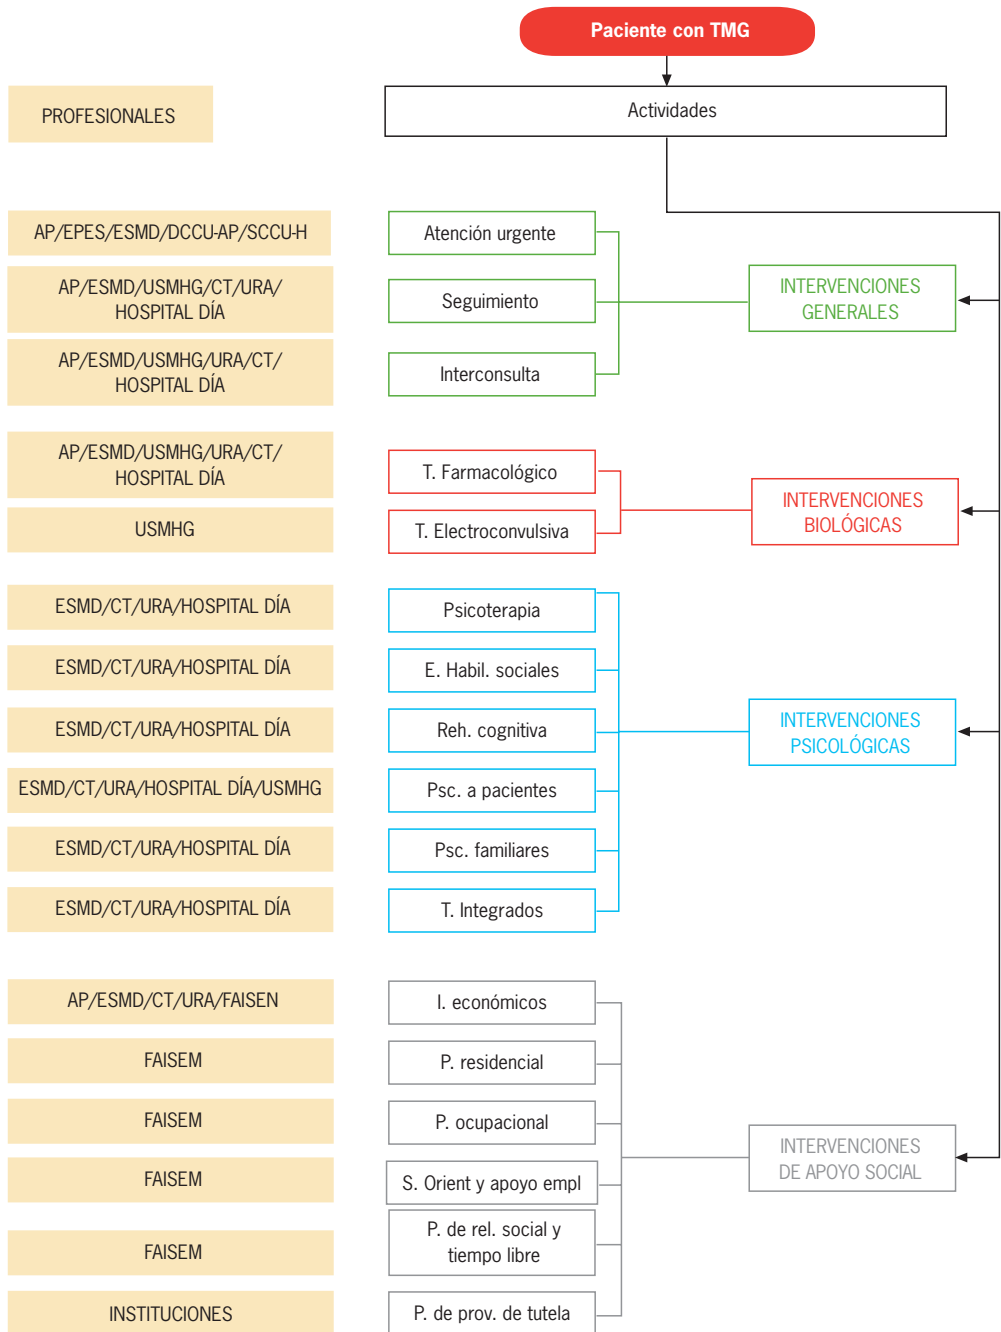 Paciente con TMG
PROFESIONALES
Actividades
AP/EPES/ESMD/DCCU-AP/SCCU-H
Atención urgente
AP/ESMD/USMHG/CT/URA/
HOSPITAL DÍA
Seguimiento
INTERVENCIONES
GENERALES
AP/ESMD/USMHG/URA/CT/
HOSPITAL DÍA
Interconsulta
AP/ESMD/USMHG/URA/CT/
HOSPITAL DÍA
T. Farmacológico
INTERVENCIONES
BIOLÓGICAS
USMHG
T. Electroconvulsiva
ESMD/CT/URA/HOSPITAL DÍA
Psicoterapia
ESMD/CT/URA/HOSPITAL DÍA
E. Habil. sociales
ESMD/CT/URA/HOSPITAL DÍA
Reh. cognitiva
INTERVENCIONES
PSICOLÓGICAS
ESMD/CT/URA/HOSPITAL DÍA/USMHG
Psc. a pacientes
ESMD/CT/URA/HOSPITAL DÍA
Psc. familiares
ESMD/CT/URA/HOSPITAL DÍA
T. Integrados
AP/ESMD/CT/URA/FAISEN
I. económicos
FAISEM
P. residencial
FAISEM
P. ocupacional
INTERVENCIONES
DE APOYO SOCIAL
FAISEM
S. Orient y apoyo empl
FAISEM
P. de rel. social y
tiempo libre
INSTITUCIONES
P. de prov. de tutela